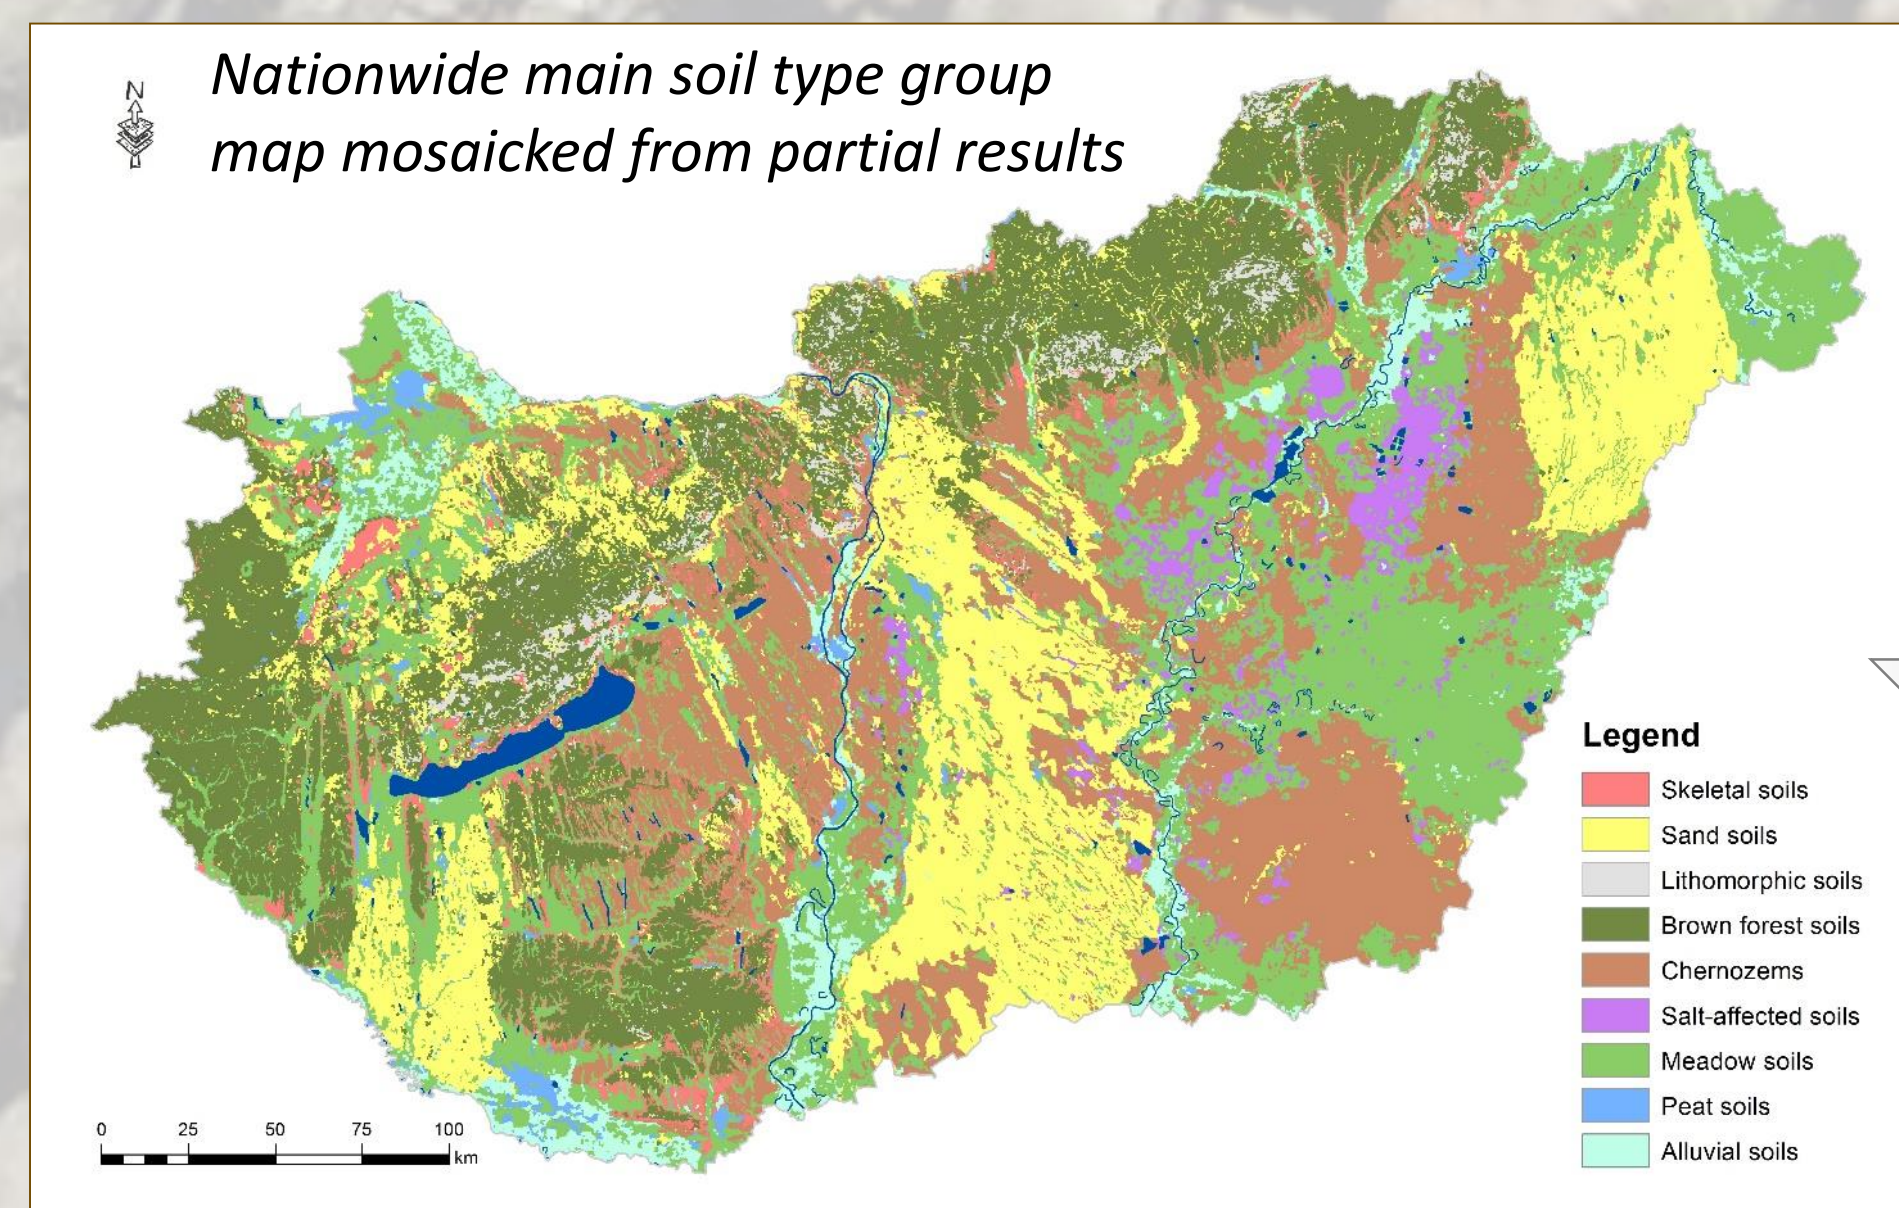 Nationwide main soil type group
map mosaicked from partial results
N
Legend
Skeletal soils
Sand soils
Lithomorphic soils
Brown forest soils
Chernozems
Salt-affected soils
Meadow soils
Peat soils
Alluvial soils
0 25 50 75 100
km